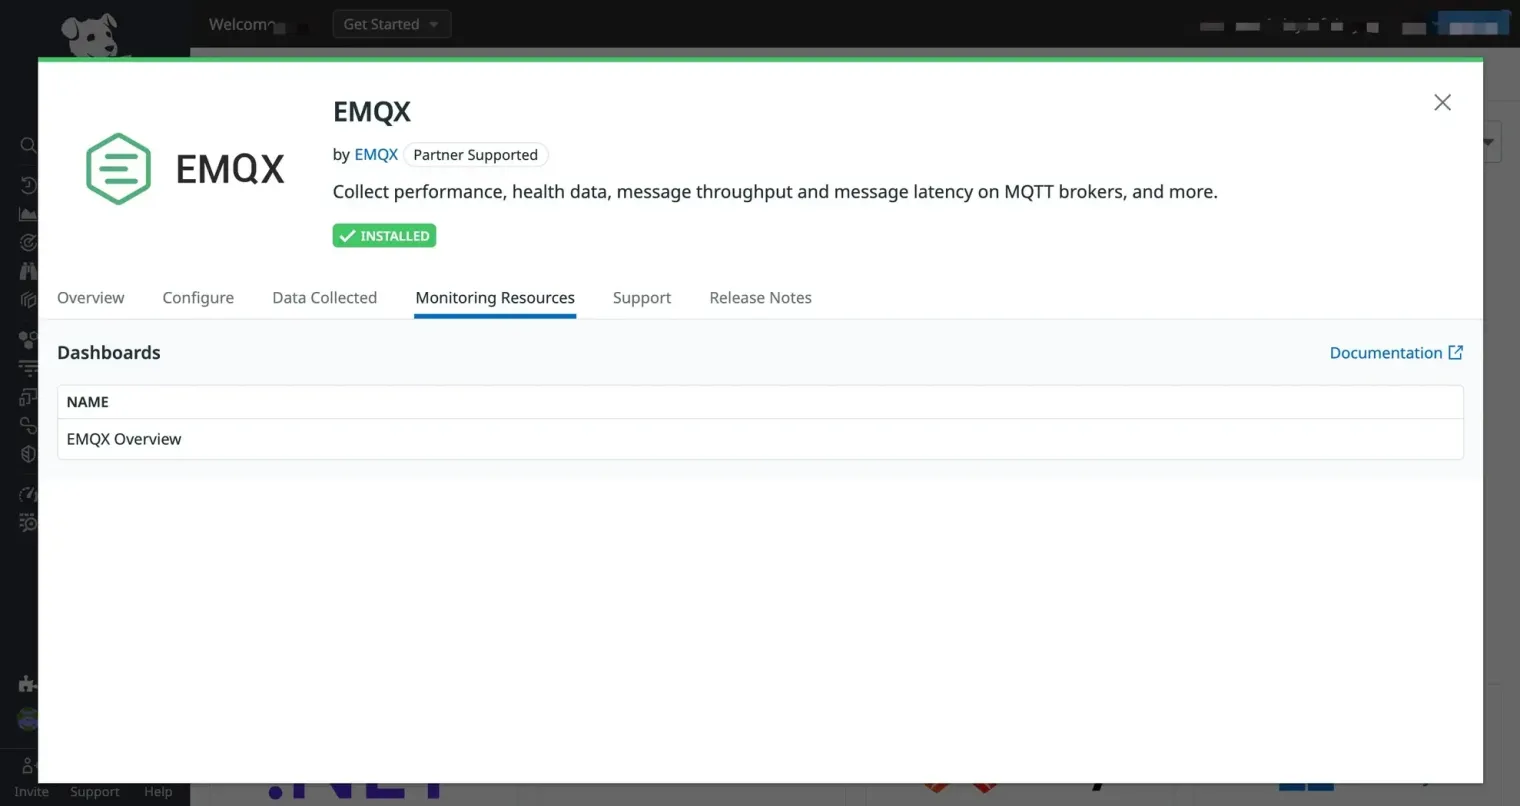 Welcome
Get Started
EMQX
EMQX
by EMQX Partner Supported
Collect performance, health data, message throughput and message latency on MQTT brokers, and more.
INSTALLED
Overview Configure Data Collected Monitoring Resources Support Release Notes
Dashboards
Documentation
NAME
EMQX Overview
Invite Support Help
.NET